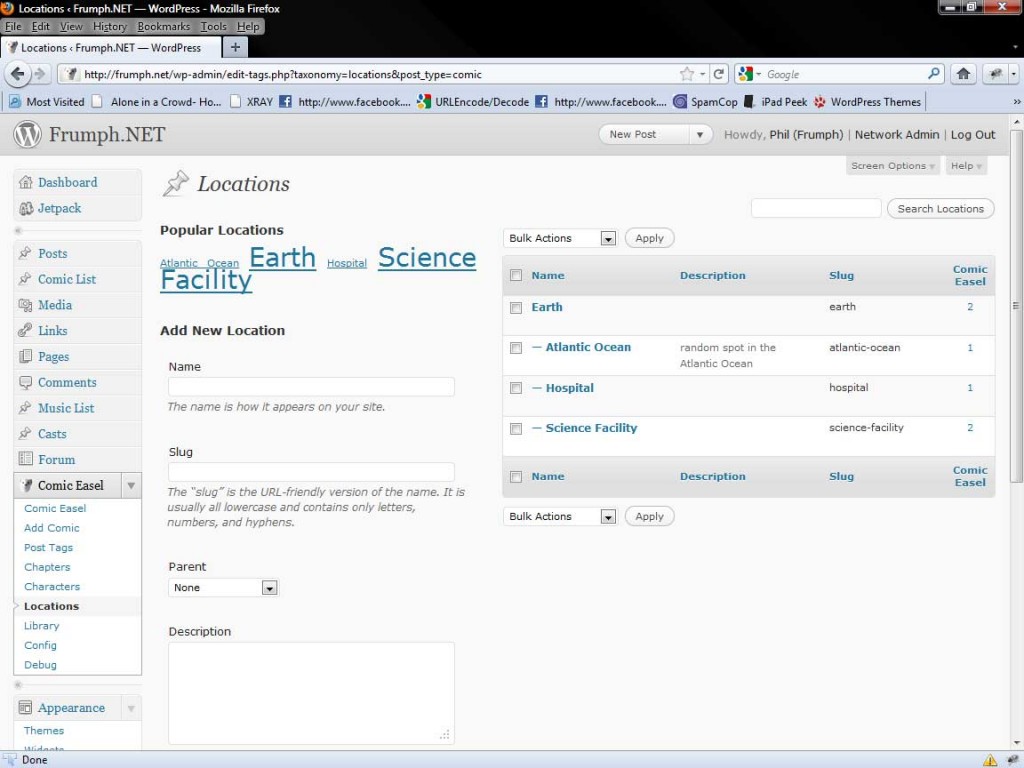 Locations ‹ Frumph.NET — WordPress - Mozilla Firefox
File Edit View History Bookmarks Tools Help
Locations ‹ Frumph.NET — WordPress
http://frumph.net/wp-admin/edit-tags.php?taxonomy=locations&post_type=comic
Google
Most Visited Alone in a Crowd- Ho... XRAY http://www.facebook.... URLEncode/Decode http://www.facebook.... SpamCop iPad Peek WordPress Themes
Frumph.NET
New Post
Howdy, Phil (Frumph) | Network Admin | Log Out
Screen Options Help
Dashboard
Jetpack
Posts
Comic List
Media
Links
Pages
Comments
Music List
Casts
Forum
Comic Easel
Comic Easel
Add Comic
Post Tags
Chapters
Characters
Locations
Library
Config
Debug
Appearance
Themes
Widgets
Locations
Search Locations
Popular Locations
Atlantic Ocean Earth Hospital Science
Facility
Add New Location
Name
The name is how it appears on your site.
Slug
The “slug” is the URL-friendly version of the name. It is
usually all lowercase and contains only letters,
numbers, and hyphens.
Parent
None
Description
Bulk Actions Apply
Name Description Slug Comic Easel
Earth earth 2
— Atlantic Ocean random spot in the atlantic-ocean 1
Atlantic Ocean
— Hospital hospital 1
— Science Facility science-facility 2
Name Description Slug Comic Easel
Bulk Actions Apply
Done